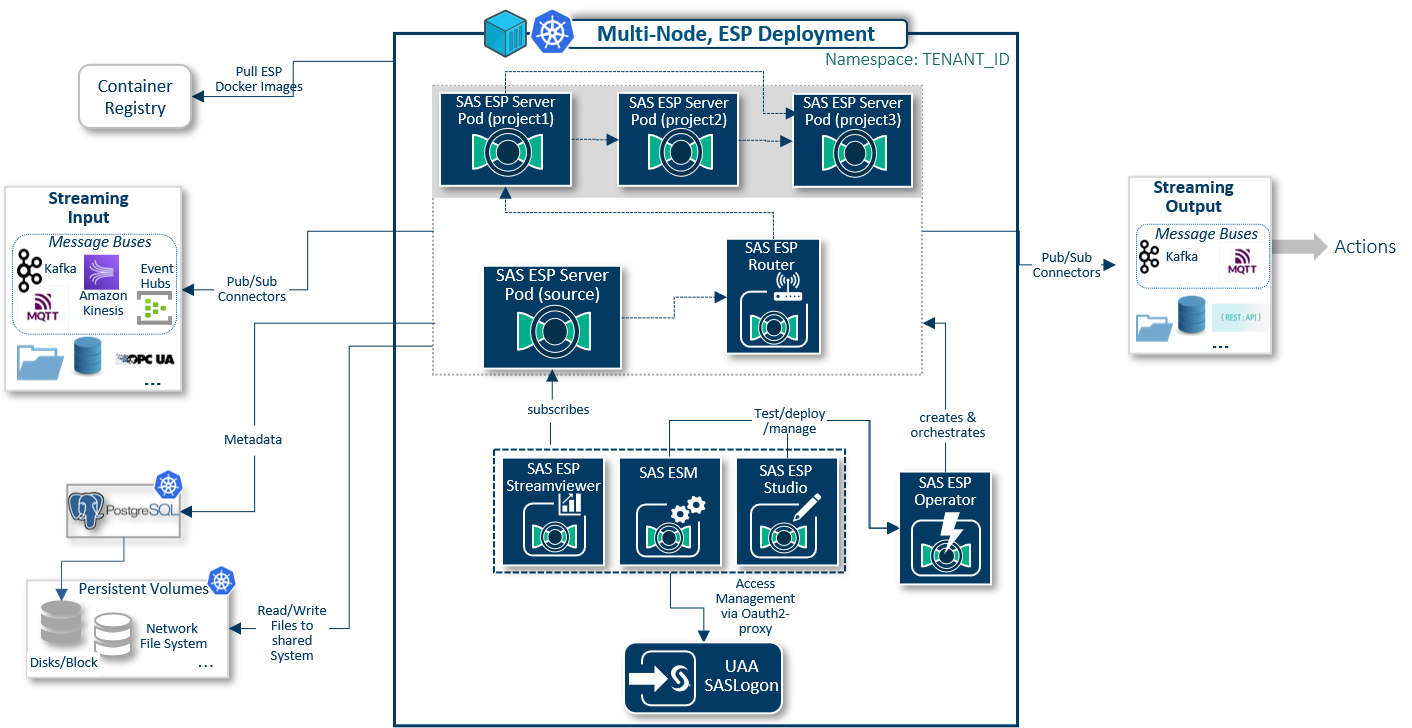 Multi-Node, ESP Deployment
Namespace: TENANT_ID
Pull ESP
Docker Images
Container
Registry
SAS ESP Server
Pod (project1)
SAS ESP Server
Pod (project2)
SAS ESP Server
Pod (project3)
Streaming
Input
Message Buses
Kafka
Amazon
Kinesis
Event
Hubs
MQTT
OPC UA
...
Pub/Sub
Connectors
SAS ESP Server
Pod (source)
SAS ESP
Router
Pub/Sub
Connectors
Streaming
Output
Message Buses
Kafka
MQTT
{ REST:API }
...
Actions
Metadata
subscribes
Test/deploy
/manage
creates &
orchestrates
SAS ESP
Streamviewer
SAS ESM
SAS ESP
Studio
SAS ESP
Operator
PostgreSQL
Persistent Volumes
Network
File System
Disks/Block
...
Read/Write
Files to
shared
System
Access
Management
via Oauth2-
proxy
UAA
SASLogon